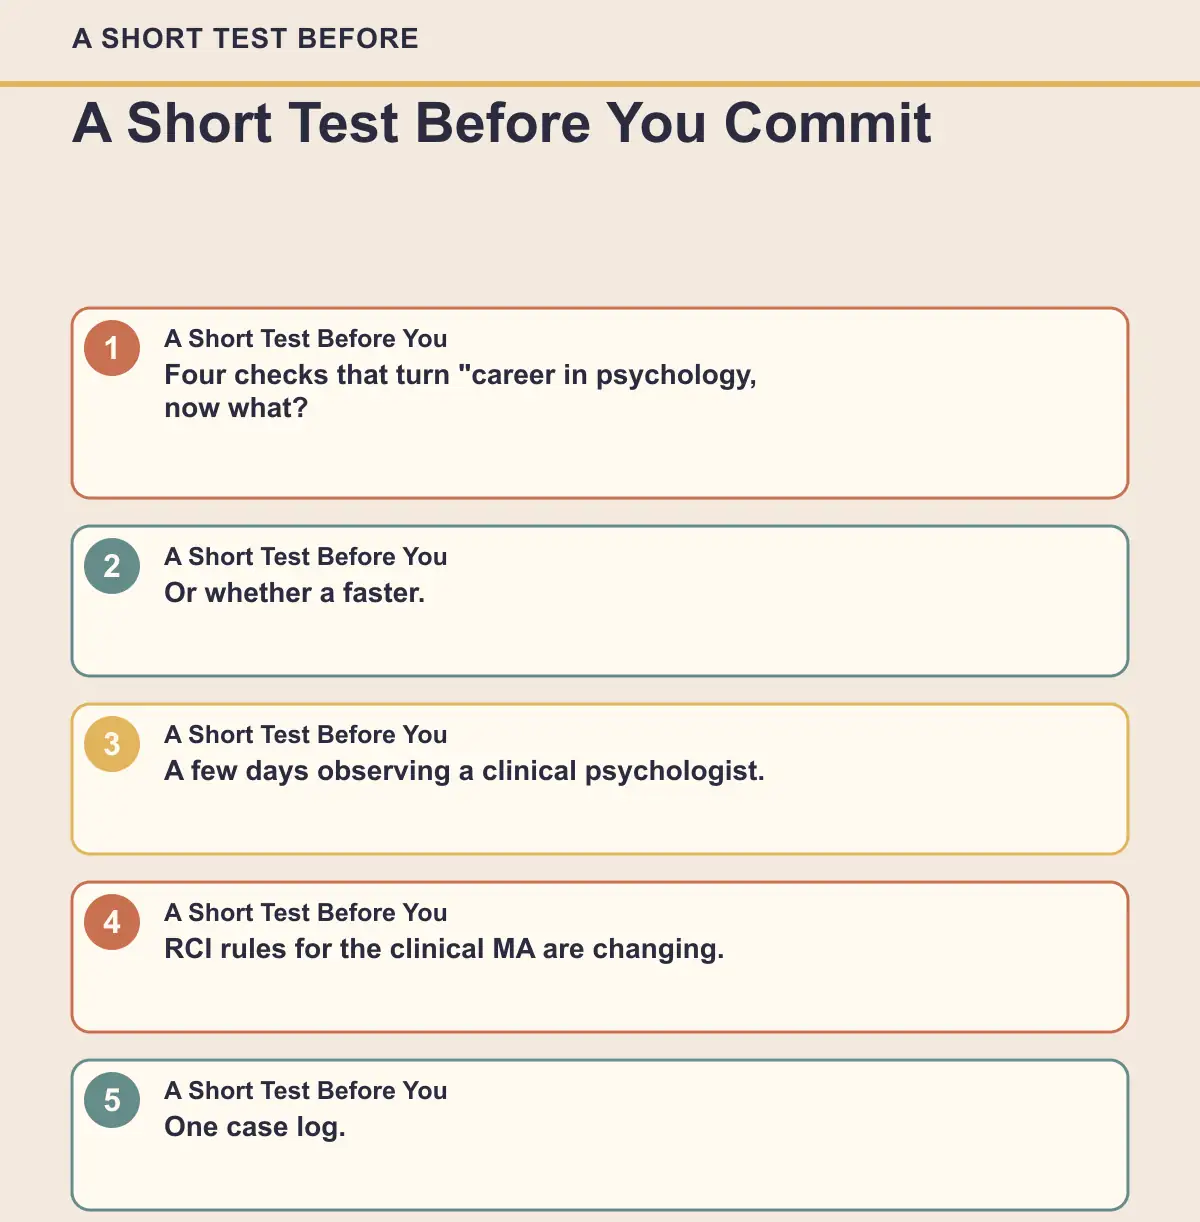 A SHORT TEST BEFORE
A Short Test Before You Commit
1
A Short Test Before You
Four checks that turn "career in psychology,
now what?
2
A Short Test Before You
Or whether a faster.
3
A Short Test Before You
A few days observing a clinical psychologist.
4
A Short Test Before You
RCI rules for the clinical MA are changing.
5
A Short Test Before You
One case log.